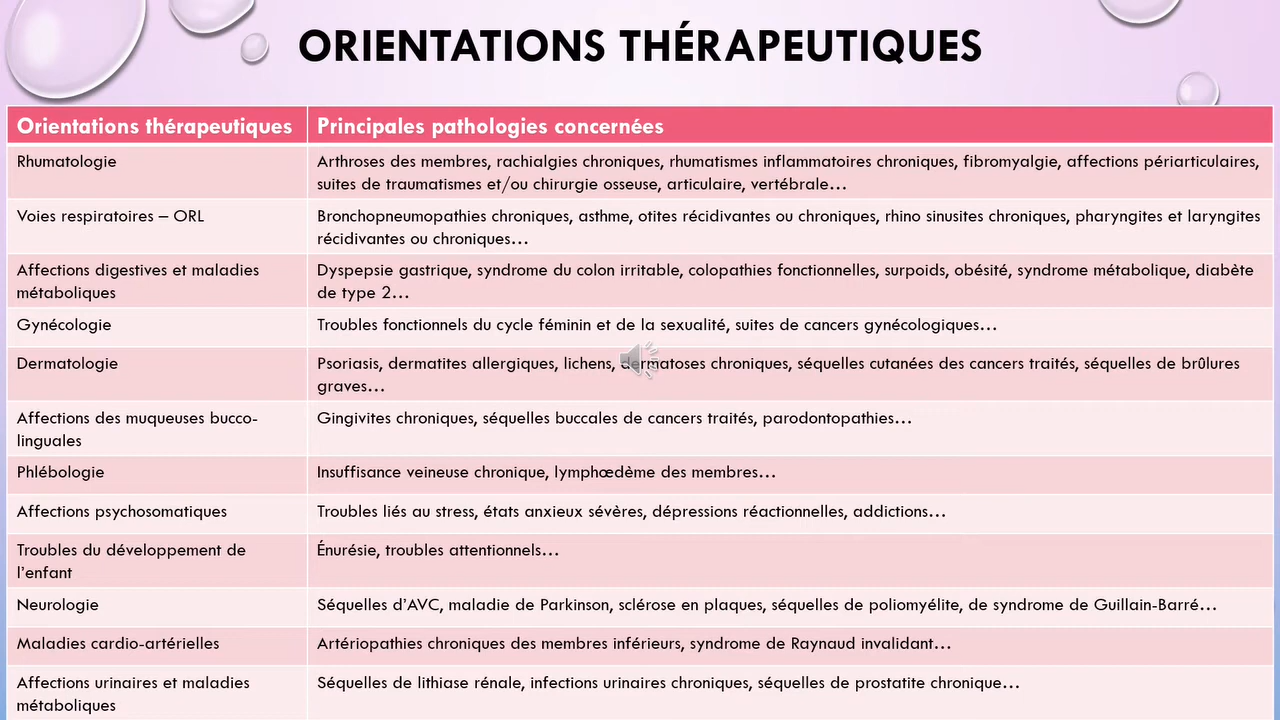 ORIENTATIONS THÉRAPEUTIQUES
Orientations thérapeutiques
Principales pathologies concernées
Rhumatologie
Arthroses des membres, rachialgies chroniques, rhumatismes inflammatoires chroniques, fibromyalgie, affections périarticulaires,
suites de traumatismes et/ou chirurgie osseuse, articulaire, vertébrale...
Voies respiratoires – ORL
Bronchopneumopathies chroniques, asthme, otites récidivantes ou chroniques, rhino sinusites chroniques, pharyngites et laryngites
récidivantes ou chroniques...
Affections digestives et maladies
métaboliques
Dyspepsie gastrique, syndrome du colon irritable, colopathies fonctionnelles, surpoids, obésité, syndrome métabolique, diabète
de type 2...
Gynécologie
Troubles fonctionnels du cycle féminin et de la sexualité, suites de cancers gynécologiques...
Dermatologie
Psoriasis, dermatites allergiques, lichens, dermatoses chroniques, séquelles cutanées des cancers traités, séquelles de brûlures
graves...
Affections des muqueuses bucco-
linguales
Gingivites chroniques, séquelles buccales de cancers traités, parodontopathies...
Phlébologie
Insuffisance veineuse chronique, lymphœdème des membres...
Affections psychosomatiques
Troubles liés au stress, états anxieux sévères, dépressions réactionnelles, addictions...
Troubles du développement de
l'enfant
Énurésie, troubles attentionnels...
Neurologie
Séquelles d'AVC, maladie de Parkinson, sclérose en plaques, séquelles de poliomyélite, de syndrome de Guillain-Barré...
Maladies cardio-artérielles
Artériopathies chroniques des membres inférieurs, syndrome de Raynaud invalidant...
Affections urinaires et maladies
métaboliques
Séquelles de lithiase rénale, infections urinaires chroniques, séquelles de prostatite chronique...